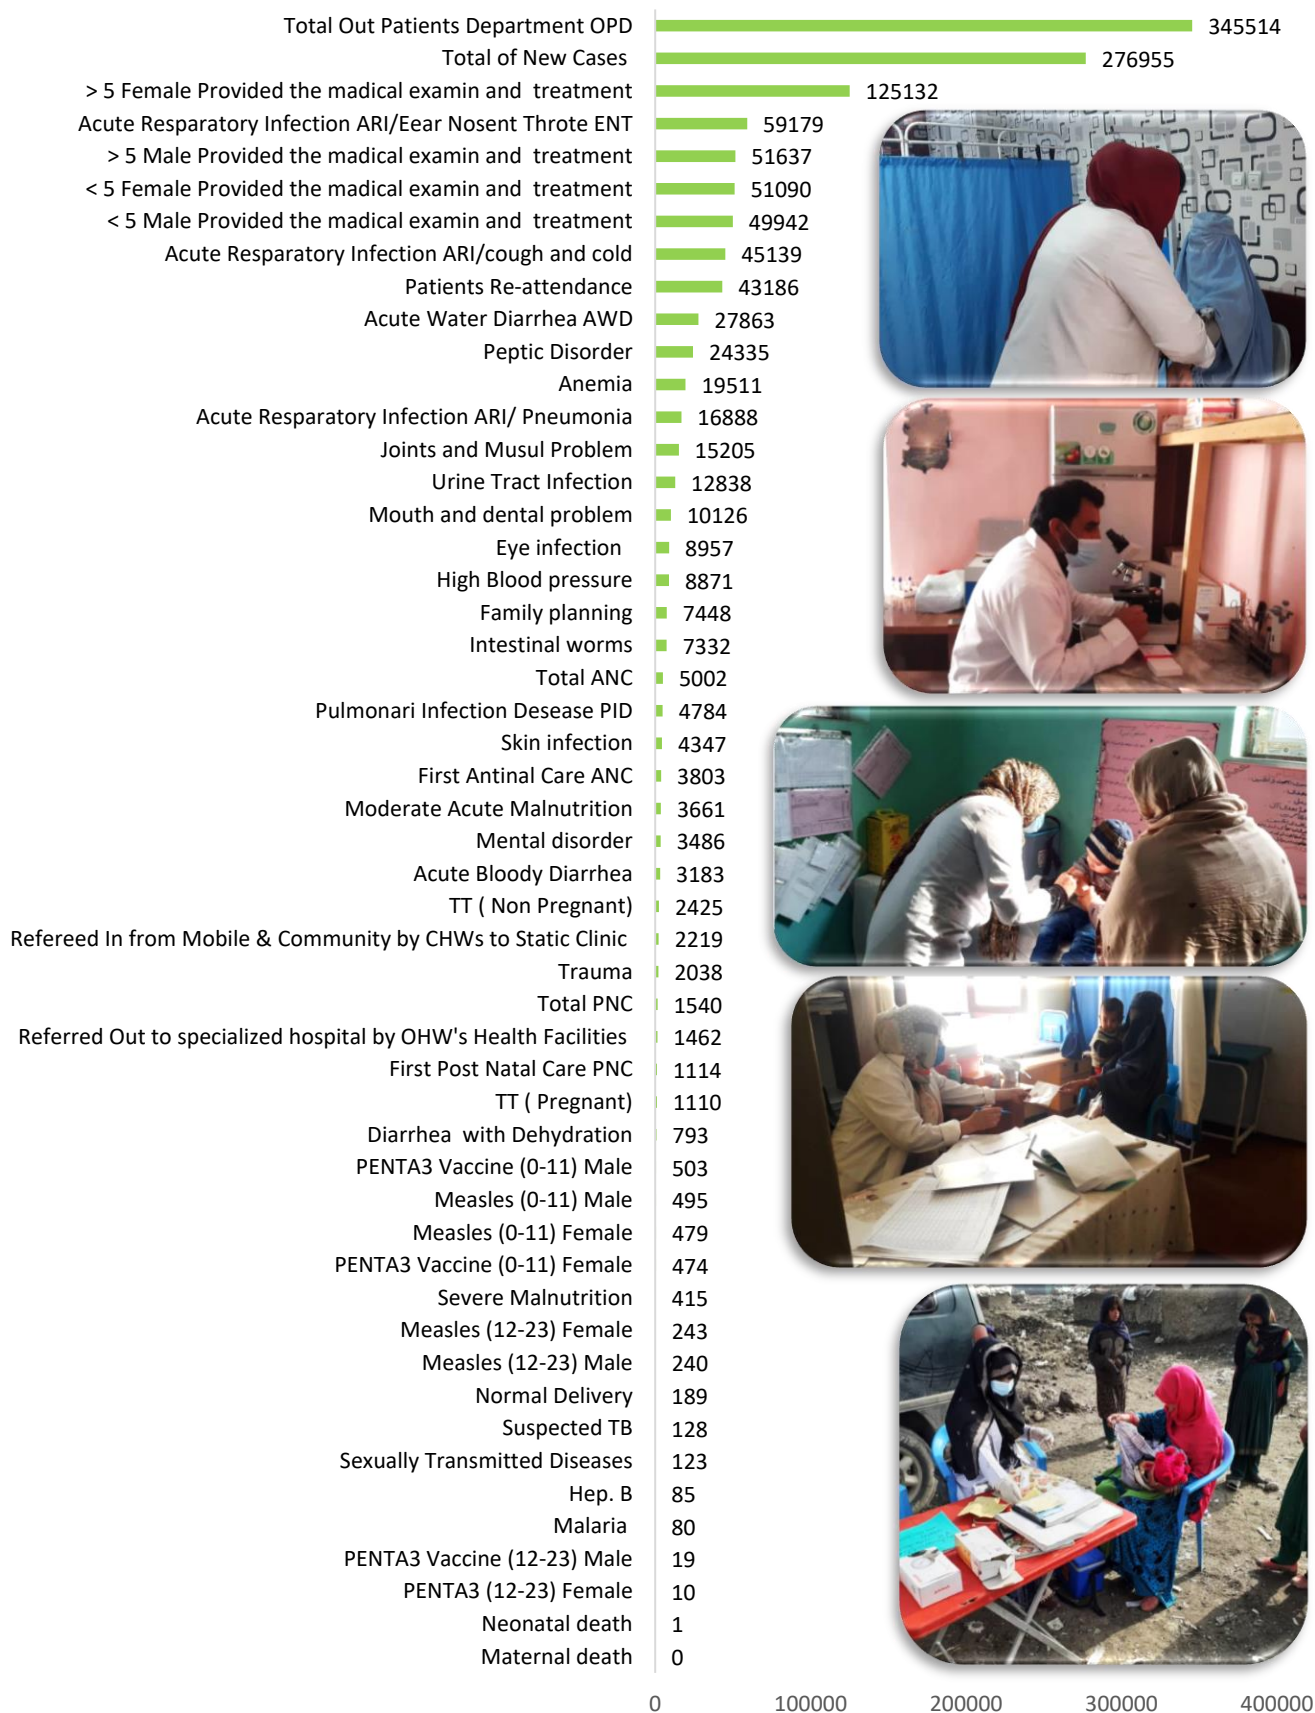 Total Out Patients Department OPD 345514
Total of New Cases 276955
> 5 Female Provided the madical examin and treatment 125132
Acute Resparatory Infection ARI/Eear Nosent Throte ENT 59179
> 5 Male Provided the madical examin and treatment 51637
< 5 Female Provided the madical examin and treatment 51090
< 5 Male Provided the madical examin and treatment 49942
Acute Resparatory Infection ARI/cough and cold 45139
Patients Re-attendance 43186
Acute Water Diarrhea AWD 27863
Peptic Disorder 24335
Anemia 19511
Acute Resparatory Infection ARI/ Pneumonia 16888
Joints and Musul Problem 15205
Urine Tract Infection 12838
Mouth and dental problem 10126
Eye infection 8957
High Blood pressure 8871
Family planning 7448
Intestinal worms 7332
Total ANC 5002
Pulmonari Infection Desease PID 4784
Skin infection 4347
First Antinal Care ANC 3803
Moderate Acute Malnutrition 3661
Mental disorder 3486
Acute Bloody Diarrhea 3183
TT ( Non Pregnant) 2425
Refereed In from Mobile & Community by CHWs to Static Clinic 2219
Trauma 2038
Total PNC 1540
Referred Out to specialized hospital by OHW's Health Facilities 1462
First Post Natal Care PNC 1114
TT ( Pregnant) 1110
Diarrhea with Dehydration 793
PENTA3 Vaccine (0-11) Male 503
Measles (0-11) Male 495
Measles (0-11) Female 479
PENTA3 Vaccine (0-11) Female 474
Severe Malnutrition 415
Measles (12-23) Female 243
Measles (12-23) Male 240
Normal Delivery 189
Suspected TB 128
Sexually Transmitted Diseases 123
Hep. B 85
Malaria 80
PENTA3 Vaccine (12-23) Male 19
PENTA3 (12-23) Female 10
Neonatal death 1
Maternal death 0
0 100000 200000 300000 400000